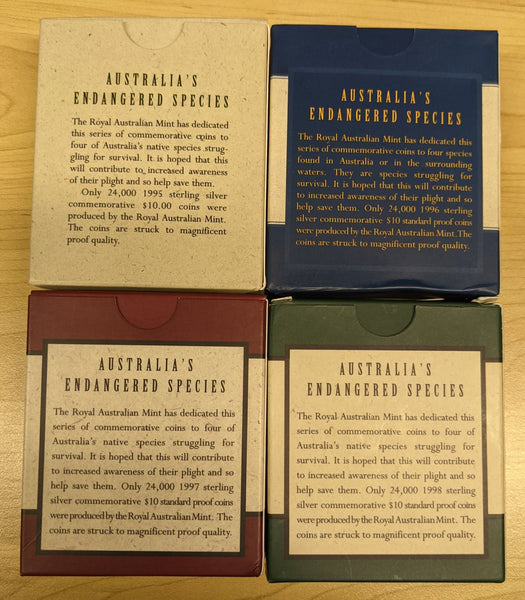 AUSTRALIA'S
ENDANGERED SPECIES
The Royal Australian Mint has dedicated
this series of commemorative coins to
four of Australia's native species strug-
gling for survival. It is hoped that this
will contribute to increased awareness
of their plight and so help save them.
Only 24,000 1995 sterling silver
commemorative $10.00 coins were
produced by the Royal Australian Mint.
The coins are struck to magnificent
proof quality.
AUSTRALIA'S
ENDANGERED SPECIES
The Royal Australian Mint has dedicated this
series of commemorative coins to four species
found in Australia or in the surrounding
waters. They are species struggling for
survival. It is hoped that this will contribute
to increased awareness of their plight and so
help save them. Only 24,000 1996 sterling
silver commemorative $10 standard proof coins
were produced by the Royal Australian Mint. The
coins are struck to magnificent proof quality.
AUSTRALIA'S
ENDANGERED SPECIES
The Royal Australian Mint has dedicated this
series of commemorative coins to four of
Australia's native species struggling for
survival. It is hoped that this will contribute
to increased awareness of their plight and so
help save them. Only 24,000 1997 sterling
silver commemorative $10 standard proof coins
were produced by the Royal Australian Mint. The
coins are struck to magnificent proof quality.
AUSTRALIA'S
ENDANGERED SPECIES
The Royal Australian Mint has dedicated this
series of commemorative coins to four of
Australia's native species struggling for
survival. It is hoped that this will contribute
to increased awareness of their plight and so
help save them. Only 24,000 1998 sterling
silver commemorative $10 standard proof coins
were produced by the Royal Australian Mint. The
coins are struck to magnificent proof quality.